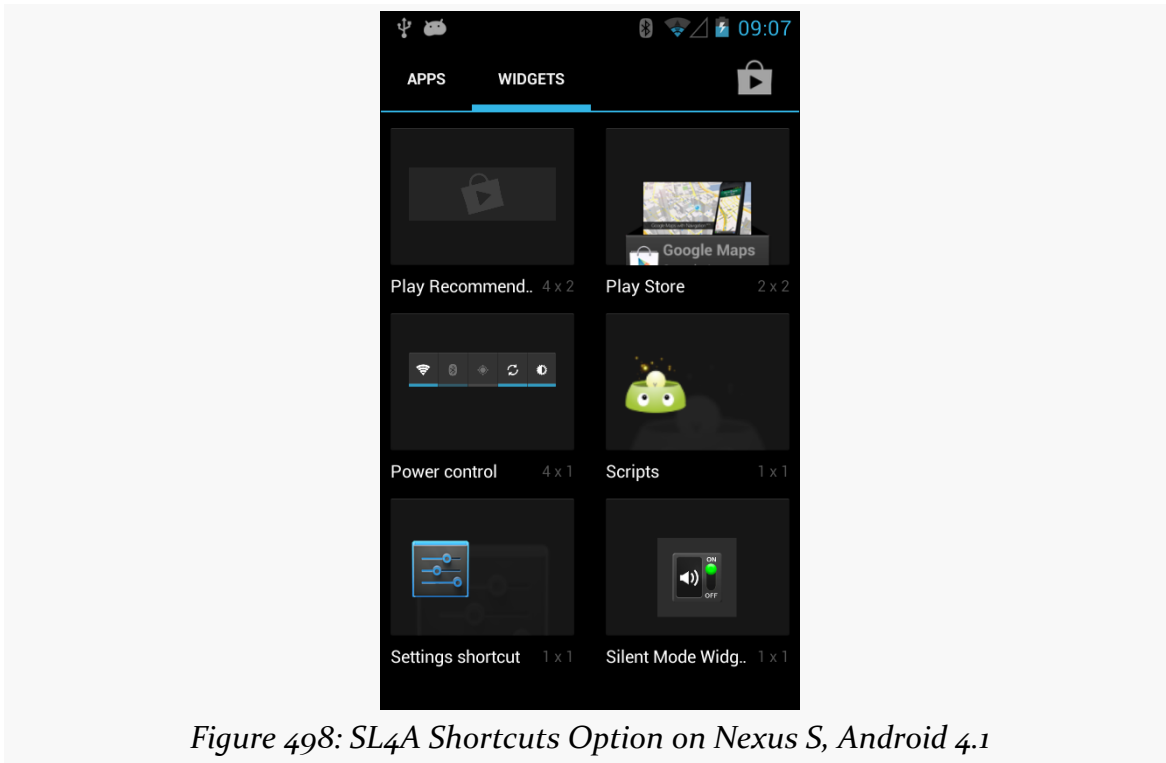 09:07
APPS WIDGETS
Google Maps
Play Recommend.. 4 x 2
Play Store 2 x 2
Power control 4 x 1
Scripts 1 x 1
ON
OFF
Settings shortcut 1 x 1
Silent Mode Widg.. 1 x 1
Figure 498: SL4A Shortcuts Option on Nexus S, Android 4.1